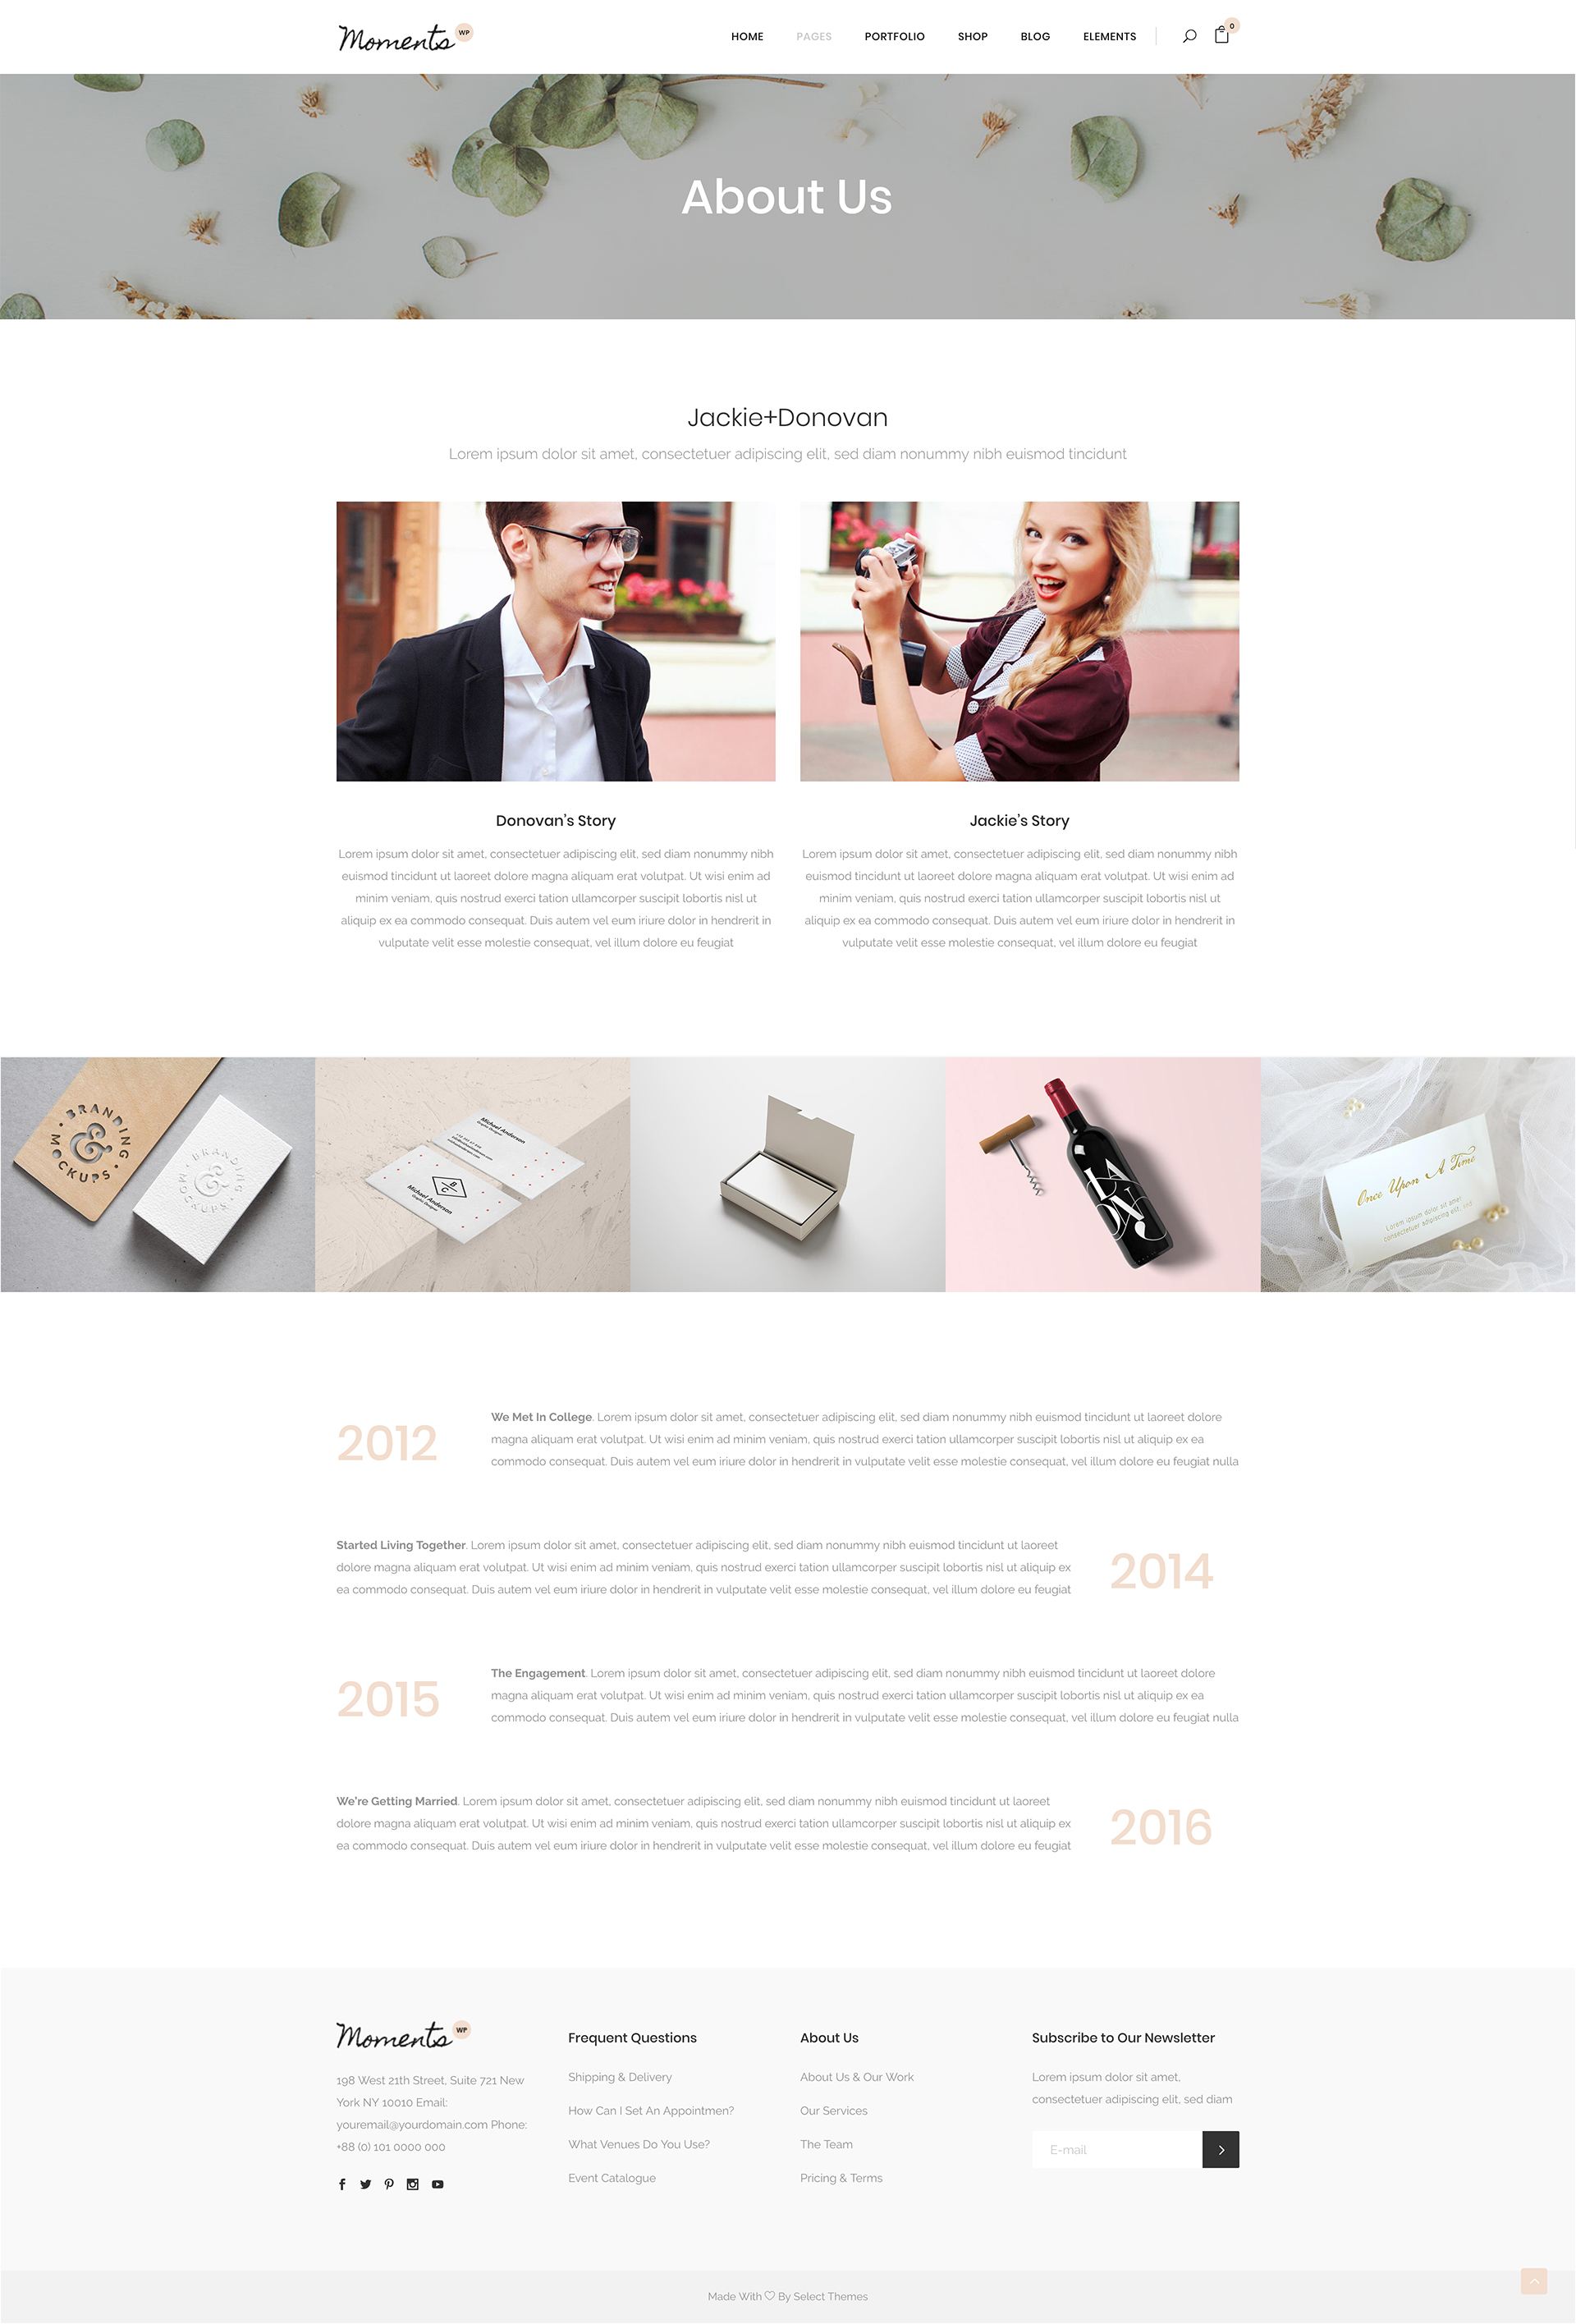 Moments WP
HOME PAGES PORTFOLIO SHOP BLOG ELEMENTS 0
About Us
Jackie+Donovan
Lorem ipsum dolor sit amet, consectetuer adipiscing elit, sed diam nonummy nibh euismod tincidunt
Donovan's Story
Lorem ipsum dolor sit amet, consectetuer adipiscing elit, sed diam nonummy nibh
euismod tincidunt ut laoreet dolore magna aliquam erat volutpat. Ut wisi enim ad
minim veniam, quis nostrud exerci tation ullamcorper suscipit lobortis nisl ut
aliquip ex ea commodo consequat. Duis autem vel eum iriure dolor in hendrerit in
vulputate velit esse molestie consequat, vel illum dolore eu feugiat
Jackie's Story
Lorem ipsum dolor sit amet, consectetuer adipiscing elit, sed diam nonummy nibh
euismod tincidunt ut laoreet dolore magna aliquam erat volutpat. Ut wisi enim ad
minim veniam, quis nostrud exerci tation ullamcorper suscipit lobortis nisl ut
aliquip ex ea commodo consequat. Duis autem vel eum iriure dolor in hendrerit in
vulputate velit esse molestie consequat, vel illum dolore eu feugiat
BRANDING
&
MOCKUPS
BRANDING
&
MOCKUPS
Michael Anderson
Graphic Designer
B
C
Michael Anderson
Graphic Designer
Once Upon A Time
Lorem ipsum dolor sit amet
consectetuer adipiscing elit, sed
2012
We Met In College. Lorem ipsum dolor sit amet, consectetuer adipiscing elit, sed diam nonummy nibh euismod tincidunt ut laoreet dolore
magna aliquam erat volutpat. Ut wisi enim ad minim veniam, quis nostrud exerci tation ullamcorper suscipit lobortis nisl ut aliquip ex ea
commodo consequat. Duis autem vel eum iriure dolor in hendrerit in vulputate velit esse molestie consequat, vel illum dolore eu feugiat nulla
Started Living Together. Lorem ipsum dolor sit amet, consectetuer adipiscing elit, sed diam nonummy nibh euismod tincidunt ut laoreet
dolore magna aliquam erat volutpat. Ut wisi enim ad minim veniam, quis nostrud exerci tation ullamcorper suscipit lobortis nisl ut aliquip ex
ea commodo consequat. Duis autem vel eum iriure dolor in hendrerit in vulputate velit esse molestie consequat, vel illum dolore eu feugiat
2014
2015
The Engagement. Lorem ipsum dolor sit amet, consectetuer adipiscing elit, sed diam nonummy nibh euismod tincidunt ut laoreet dolore
magna aliquam erat volutpat. Ut wisi enim ad minim veniam, quis nostrud exerci tation ullamcorper suscipit lobortis nisl ut aliquip ex ea
commodo consequat. Duis autem vel eum iriure dolor in hendrerit in vulputate velit esse molestie consequat, vel illum dolore eu feugiat nulla
We're Getting Married. Lorem ipsum dolor sit amet, consectetuer adipiscing elit, sed diam nonummy nibh euismod tincidunt ut laoreet
dolore magna aliquam erat volutpat. Ut wisi enim ad minim veniam, quis nostrud exerci tation ullamcorper suscipit lobortis nisl ut aliquip ex
ea commodo consequat. Duis autem vel eum iriure dolor in hendrerit in vulputate velit esse molestie consequat, vel illum dolore eu feugiat
2016
Moments WP
198 West 21th Street, Suite 721 New
York NY 10010 Email:
youremail@yourdomain.com Phone:
+88 (0) 101 0000 000
Frequent Questions
Shipping & Delivery
How Can I Set An Appointmen?
What Venues Do You Use?
Event Catalogue
About Us
About Us & Our Work
Our Services
The Team
Pricing & Terms
Subscribe to Our Newsletter
Lorem ipsum dolor sit amet,
consectetuer adipiscing elit, sed diam
E-mail
Made With ♡ By Select Themes